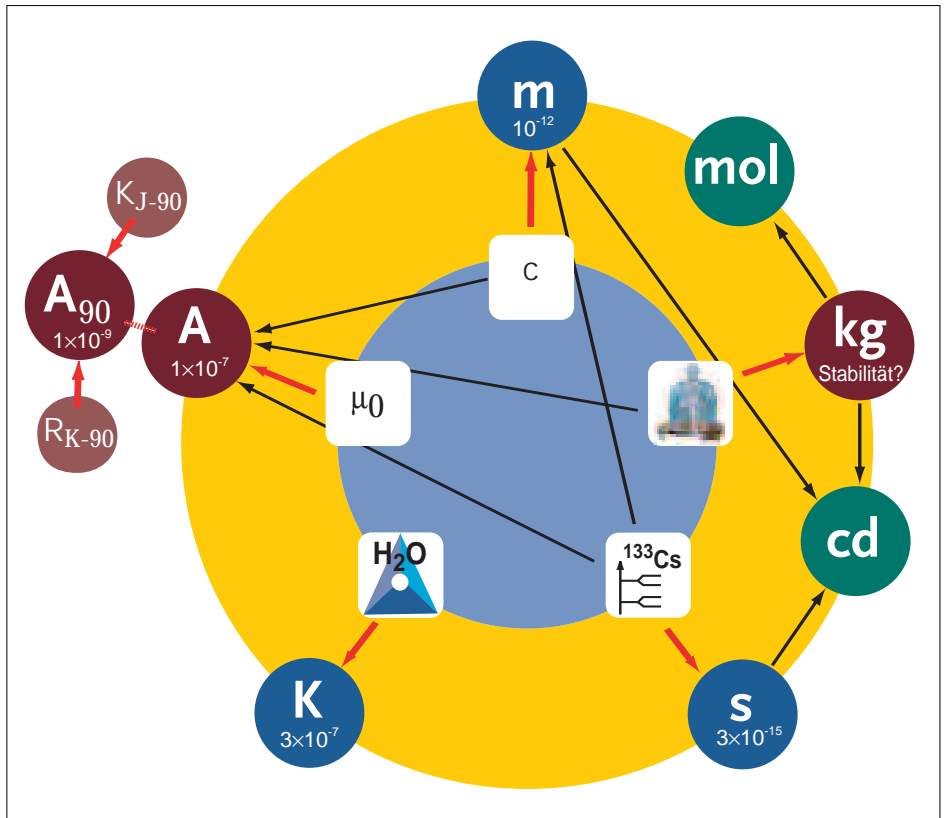 m
10⁻¹²
mol
K J-90
C
A₉₀
1×10⁻⁹
A
1×10⁻⁷
kg
Stabilität?
μ₀
R K-90
cd
H₂O
¹³³Cs
K
3×10⁻⁷
s
3×10⁻¹⁵